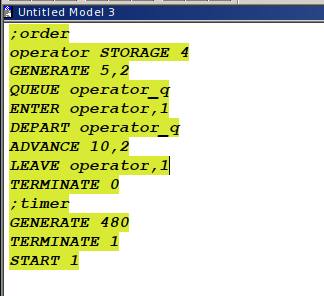 Untitled Model 3
;order
operator STORAGE 4
GENERATE 5,2
QUEUE operator_q
ENTER operator,1
DEPART operator_q
ADVANCE 10,2
LEAVE operator,1
TERMINATE 0
;timer
GENERATE 480
TERMINATE 1
START 1